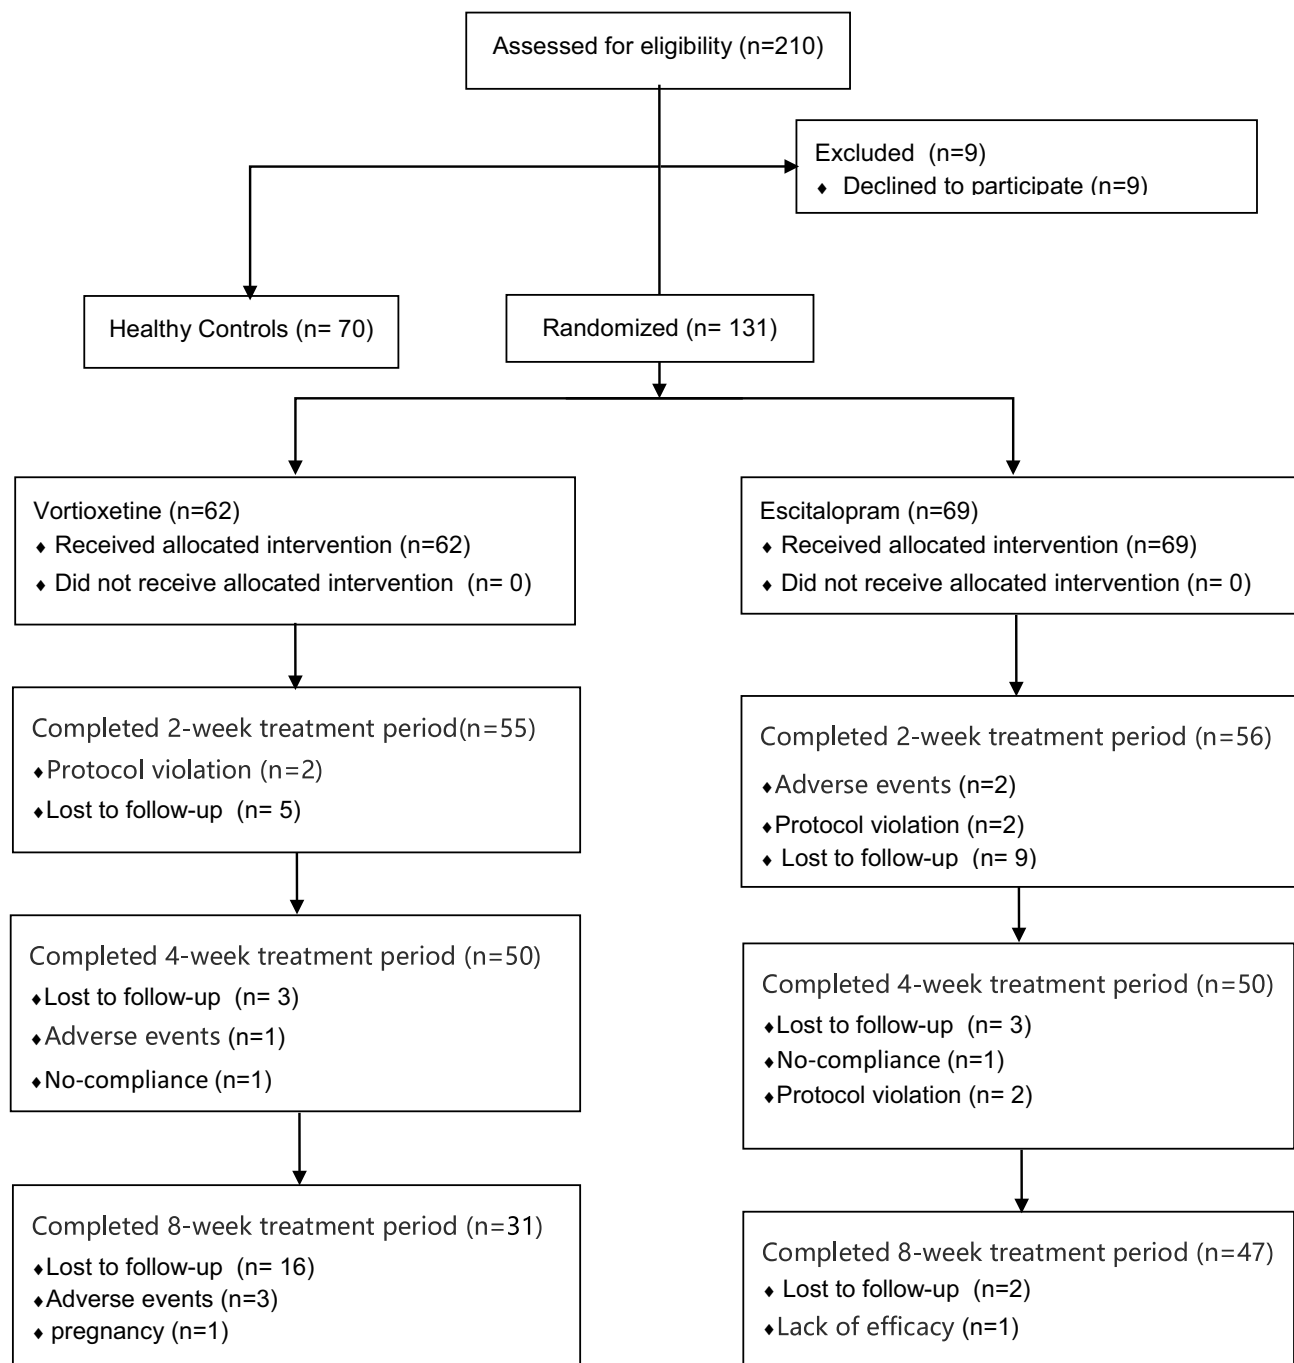 Assessed for eligibility (n=210)
Excluded (n=9)
♦ Declined to participate (n=9)
Healthy Controls (n= 70)
Randomized (n= 131)
Vortioxetine (n=62)
♦ Received allocated intervention (n=62)
♦ Did not receive allocated intervention (n= 0)
Escitalopram (n=69)
♦ Received allocated intervention (n=69)
♦ Did not receive allocated intervention (n= 0)
Completed 2-week treatment period(n=55)
♦Protocol violation (n=2)
♦Lost to follow-up (n= 5)
Completed 2-week treatment period (n=56)
♦Adverse events (n=2)
♦Protocol violation (n=2)
♦ Lost to follow-up (n= 9)
Completed 4-week treatment period (n=50)
♦Lost to follow-up (n= 3)
♦Adverse events (n=1)
♦No-compliance (n=1)
Completed 4-week treatment period (n=50)
♦Lost to follow-up (n= 3)
♦No-compliance (n=1)
♦Protocol violation (n= 2)
Completed 8-week treatment period (n=31)
♦Lost to follow-up (n= 16)
♦Adverse events (n=3)
♦ pregnancy (n=1)
Completed 8-week treatment period (n=47)
♦ Lost to follow-up (n=2)
♦Lack of efficacy (n=1)